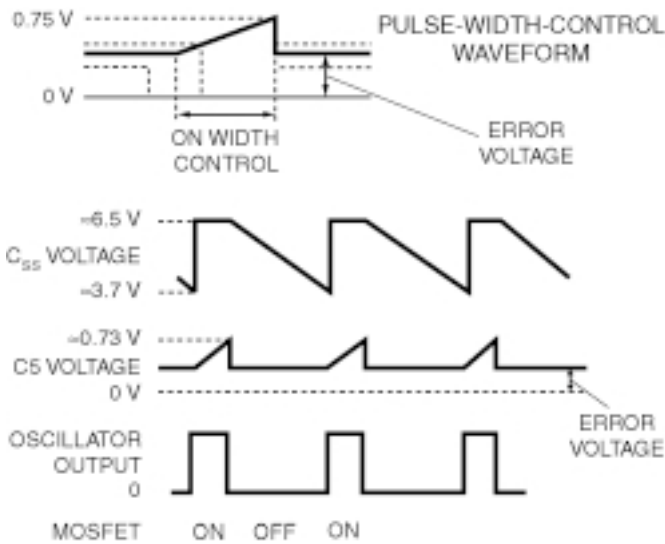 0.75 V
PULSE-WIDTH-CONTROL
WAVEFORM
0 V
ON WIDTH
CONTROL
ERROR
VOLTAGE
≈6.5 V
CSS VOLTAGE
≈3.7 V
≈0.73 V
C5 VOLTAGE
0 V
ERROR
VOLTAGE
OSCILLATOR
OUTPUT
0
MOSFET ON OFF ON